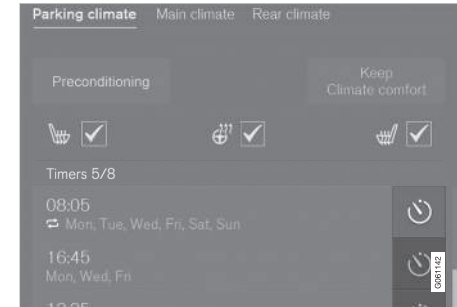 Parking climate Main climate Rear climate
Preconditioning
Keep
Climate comfort
Timers 5/8
08:05
Mon, Tue, Wed, Fri, Sat, Sun
16:45
Mon, Wed, Fri
G061142